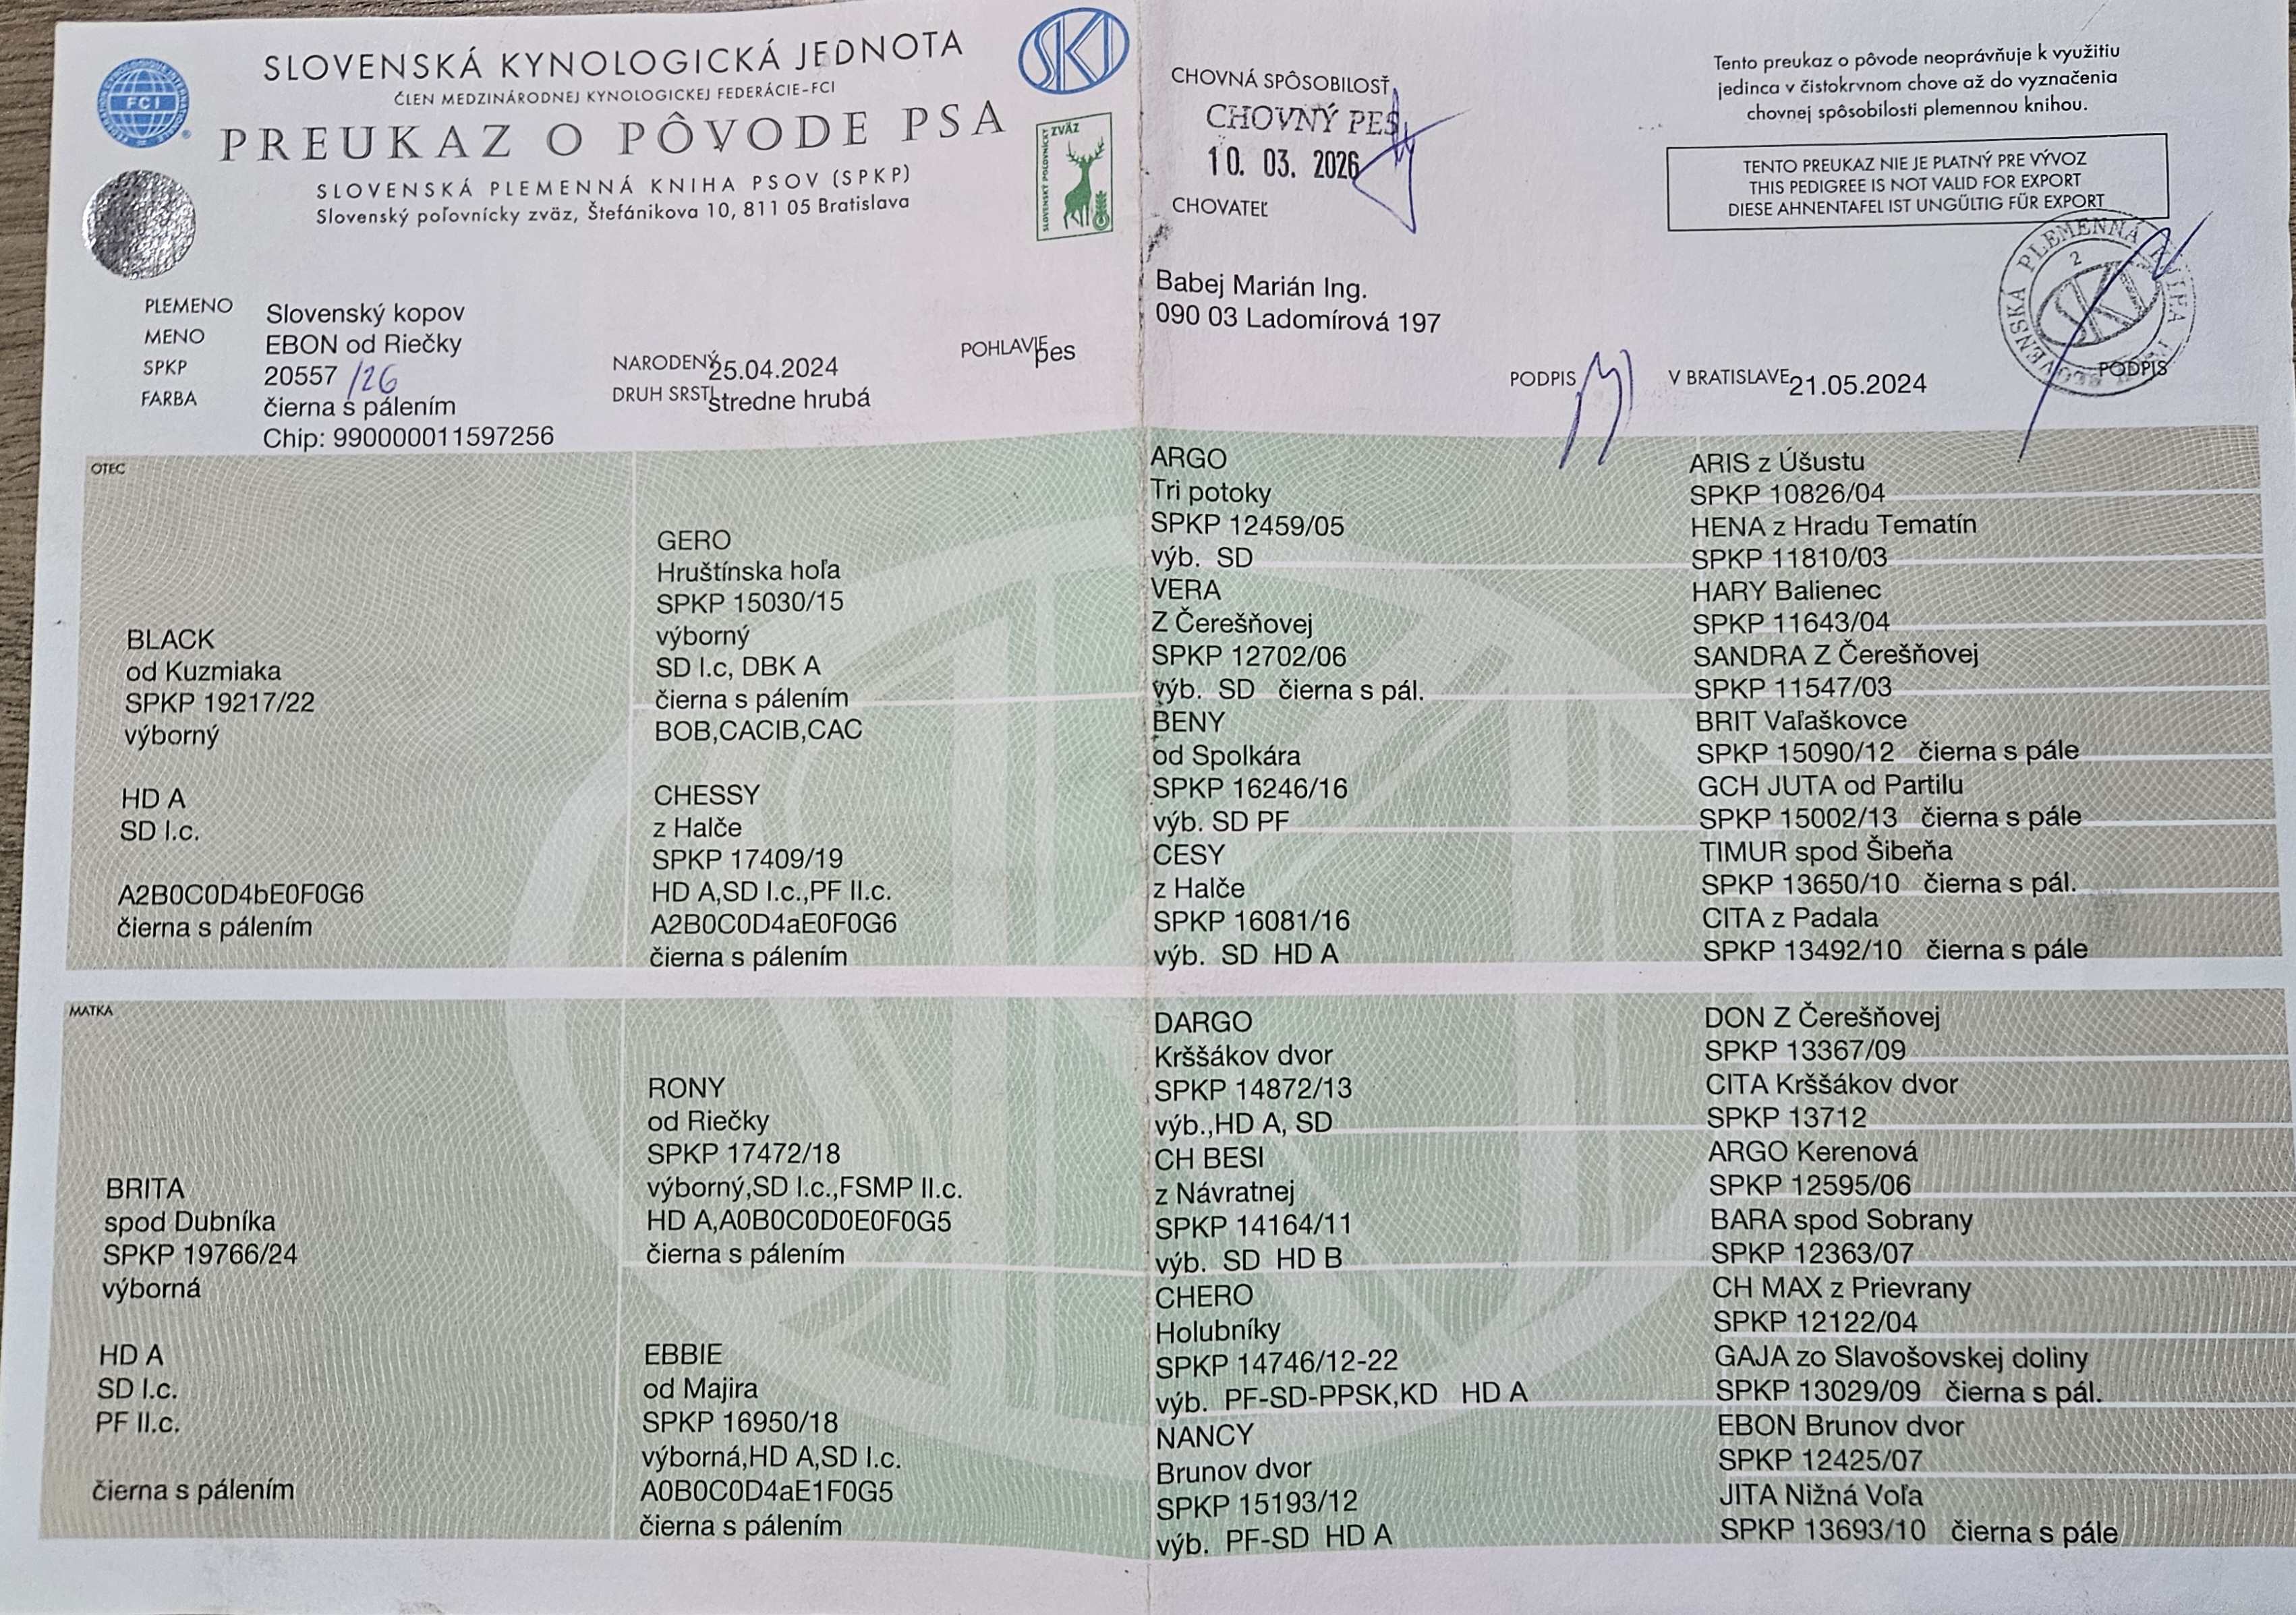 SLOVENSKÁ KYNOLOGICKÁ JEDNOTA
ČLEN MEDZINÁRODNEJ KYNOLOGICKEJ FEDERÁCIE-FCI
PREUKAZ O PÔVODE PSA
SLOVENSKÁ PLEMENNÁ KNIHA PSOV (SPKP)
Slovenský poľovnícky zväz, Štefánikova 10, 811 05 Bratislava
FCI
SKJ
SLOVENSKÝ POĽOVNÍCKY ZVÄZ
CHOVNÁ SPÔSOBILOSŤ
CHOVNÝ PES
10. 03. 2026
CHOVATEĽ
Babej Marián Ing.
090 03 Ladomírová 197
PODPIS
Tento preukaz o pôvode neoprávňuje k využitiu
jedinca v čistokrvnom chove až do vyznačenia
chovnej spôsobilosti plemennou knihou.
TENTO PREUKAZ NIE JE PLATNÝ PRE VÝVOZ
THIS PEDIGREE IS NOT VALID FOR EXPORT
DIESE AHNENTAFEL IST UNGÜLTIG FÜR EXPORT
SLOVENSKÁ PLEMENNÁ KNIHA
2
SKJ
V BRATISLAVE 21.05.2024
PODPIS
PLEMENO Slovenský kopov
MENO EBON od Riečky
SPKP 20557 /26
FARBA čierna s pálením
Chip: 990000011597256
NARODENÝ 25.04.2024
DRUH SRSTI stredne hrubá
POHLAVIE pes
OTEC
BLACK
od Kuzmiaka
SPKP 19217/22
výborný
HD A
SD I.c.
A2B0C0D4bE0F0G6
čierna s pálením
GERO
Hruštínska hoľa
SPKP 15030/15
výborný
SD I.c, DBK A
čierna s pálením
BOB,CACIB,CAC
CHESSY
z Halče
SPKP 17409/19
HD A,SD I.c.,PF II.c.
A2B0C0D4aE0F0G6
čierna s pálením
ARGO
Tri potoky
SPKP 12459/05
výb. SD
VERA
Z Čerešňovej
SPKP 12702/06
výb. SD čierna s pál.
BENY
od Spolkára
SPKP 16246/16
výb. SD PF
CESY
z Halče
SPKP 16081/16
výb. SD HD A
ARIS z Úšustu
SPKP 10826/04
HENA z Hradu Tematín
SPKP 11810/03
HARY Balienec
SPKP 11643/04
SANDRA Z Čerešňovej
SPKP 11547/03
BRIT Vaľaškovce
SPKP 15090/12 čierna s pále
GCH JUTA od Partilu
SPKP 15002/13 čierna s pále
TIMUR spod Šibeňa
SPKP 13650/10 čierna s pál.
CITA z Padala
SPKP 13492/10 čierna s pále
MATKA
BRITA
spod Dubníka
SPKP 19766/24
výborná
HD A
SD I.c.
PF II.c.
čierna s pálením
RONY
od Riečky
SPKP 17472/18
výborný,SD I.c.,FSMP II.c.
HD A,A0B0C0D0E0F0G5
čierna s pálením
EBBIE
od Majira
SPKP 16950/18
výborná,HD A,SD I.c.
A0B0C0D4aE1F0G5
čierna s pálením
DARGO
Krššákov dvor
SPKP 14872/13
výb.,HD A, SD
CH BESI
z Návratnej
SPKP 14164/11
výb. SD HD B
CHERO
Holubníky
SPKP 14746/12-22
výb. PF-SD-PPSK,KD HD A
NANCY
Brunov dvor
SPKP 15193/12
výb. PF-SD HD A
DON Z Čerešňovej
SPKP 13367/09
CITA Krššákov dvor
SPKP 13712
ARGO Kerenová
SPKP 12595/06
BARA spod Sobrany
SPKP 12363/07
CH MAX z Prievrany
SPKP 12122/04
GAJA zo Slavošovskej doliny
SPKP 13029/09 čierna s pál.
EBON Brunov dvor
SPKP 12425/07
JITA Nižná Voľa
SPKP 13693/10 čierna s pále